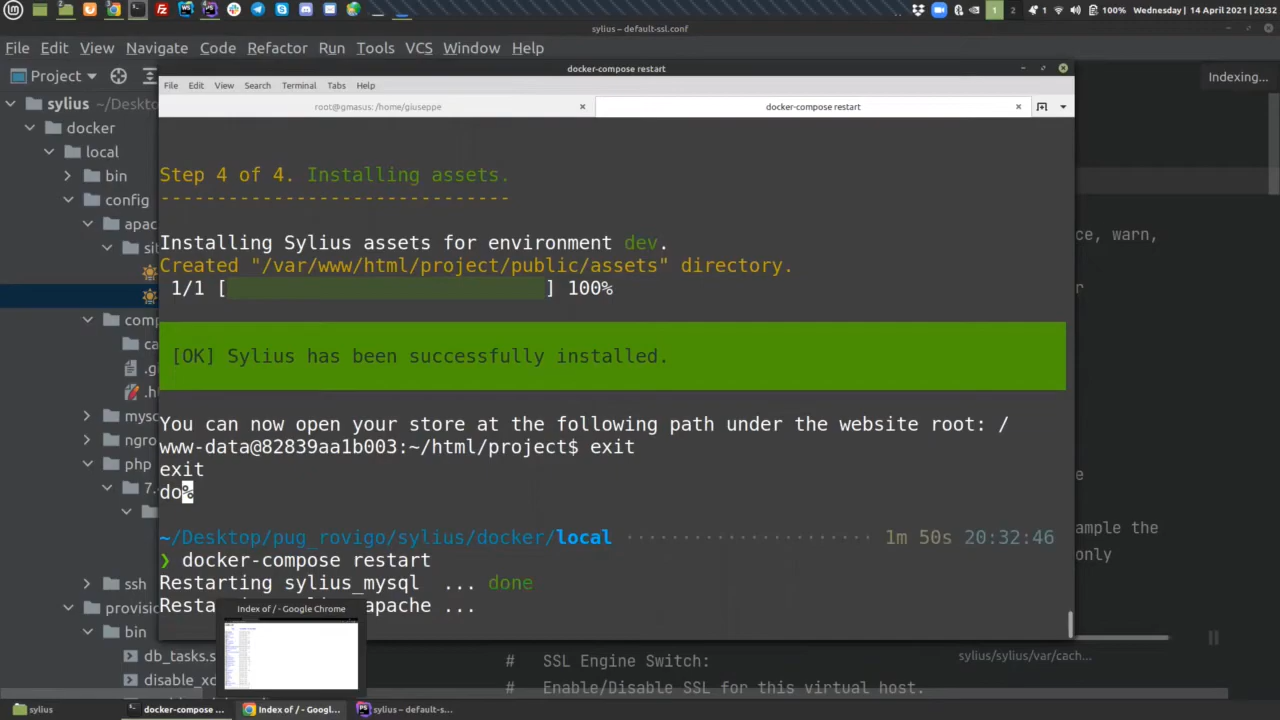 100% Wednesday | 14 April 2021 | 20:32
sylius – default-ssl.conf
File Edit View Navigate Code Refactor Run Tools VCS Window Help
Project
Indexing...
sylius
docker
local
bin
config
docker-compose restart
File Edit View Search Terminal Tabs Help
root@gmasus: /home/giuseppe
docker-compose restart
Step 4 of 4. Installing assets.
-------------------------------
Installing Sylius assets for environment dev.
Created "/var/www/html/project/public/assets" directory.
1/1 [ ] 100%
[OK] Sylius has been successfully installed.
You can now open your store at the following path under the website root: /
www-data@82839aa1b003:~/html/project$ exit
exit
do%
~/Desktop/pug_rovigo/sylius/docker/local 1m 50s 20:32:46
❯ docker-compose restart
Restarting sylius_mysql ... done
apache ...
Index of / - Google Chrome
ngro
php
ssh
provision
bin
db_tasks.s
ce, warn,
ample the
only
# SSL Engine Switch:
# Enable/Disable SSL for this virtual host.
sylius/sylius/var/cach...
sylius
docker-compose ...
Index of / - Googl...
sylius – default-s...